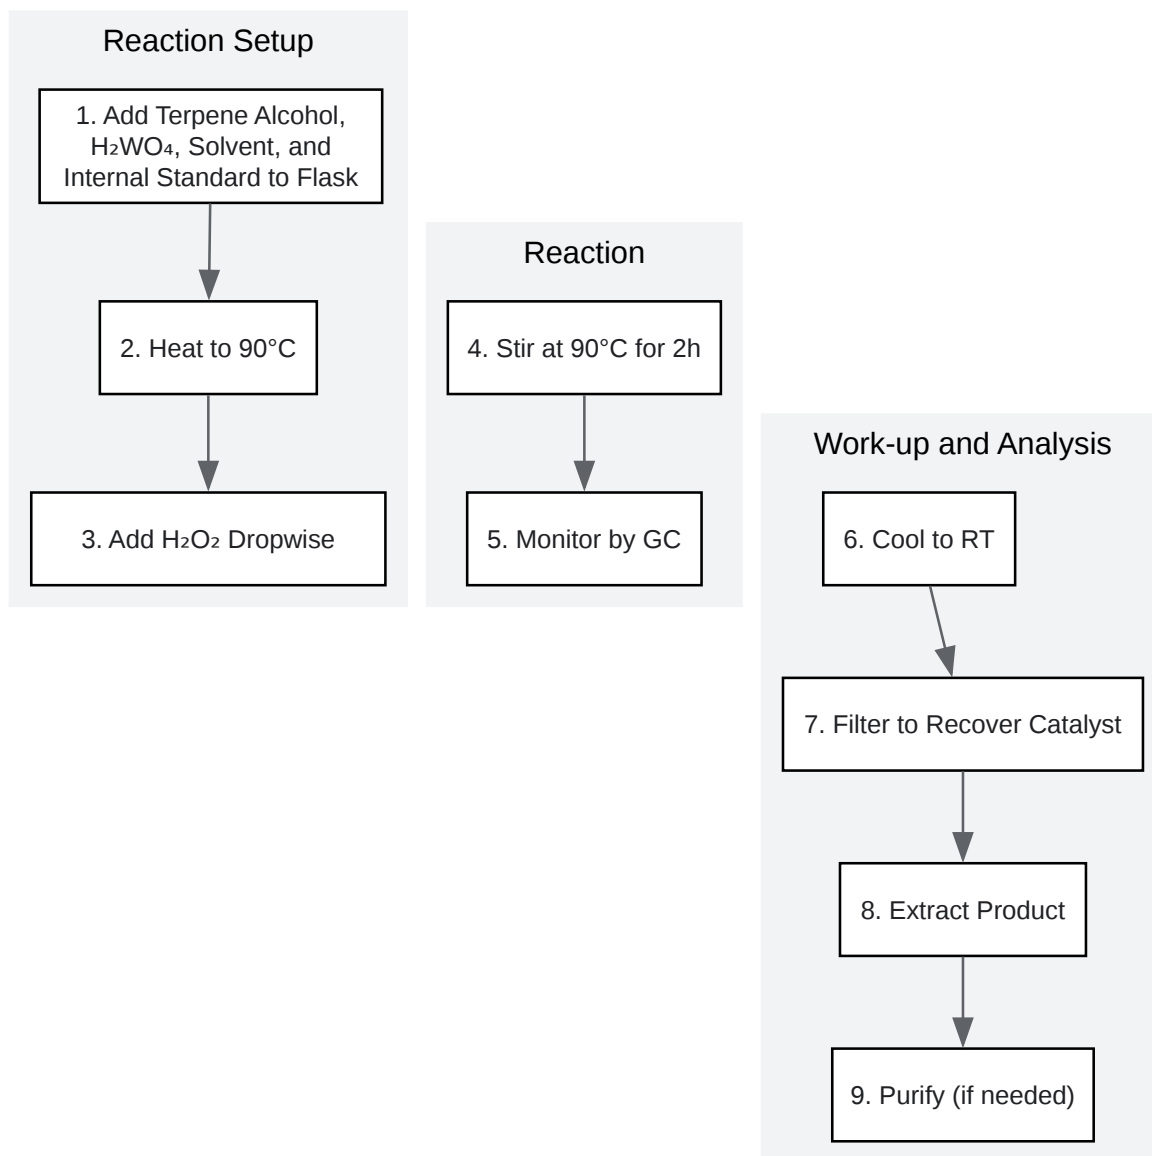 Reaction Setup
1. Add Terpene Alcohol,
H₂WO₄, Solvent, and
Internal Standard to Flask
2. Heat to 90°C
3. Add H₂O₂ Dropwise
Reaction
4. Stir at 90°C for 2h
5. Monitor by GC
Work-up and Analysis
6. Cool to RT
7. Filter to Recover Catalyst
8. Extract Product
9. Purify (if needed)